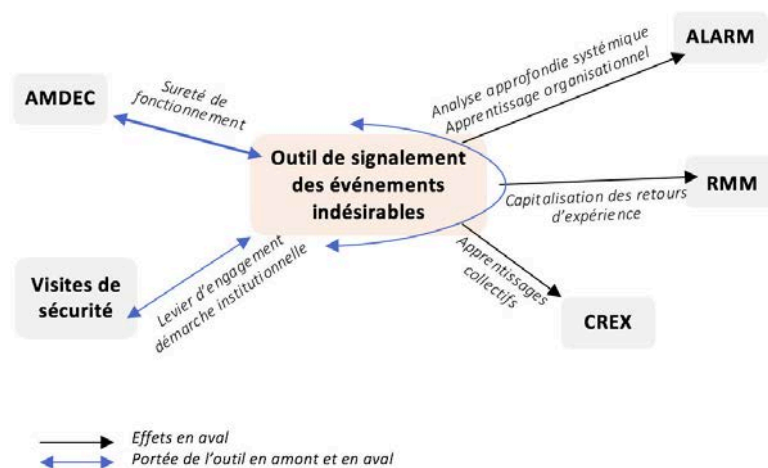 ALARM
Analyse approfondie systémique
Apprentissage organisationnel
AMDEC
Sureté de
fonctionnement
Outil de signalement
des événements
indésirables
RMM
Capitalisation des retours
d'expérience
Visites de
sécurité
Levier d'engagement
démarche institutionnelle
Apprentissages
collectifs
CREX
Effets en aval
Portée de l'outil en amont et en aval